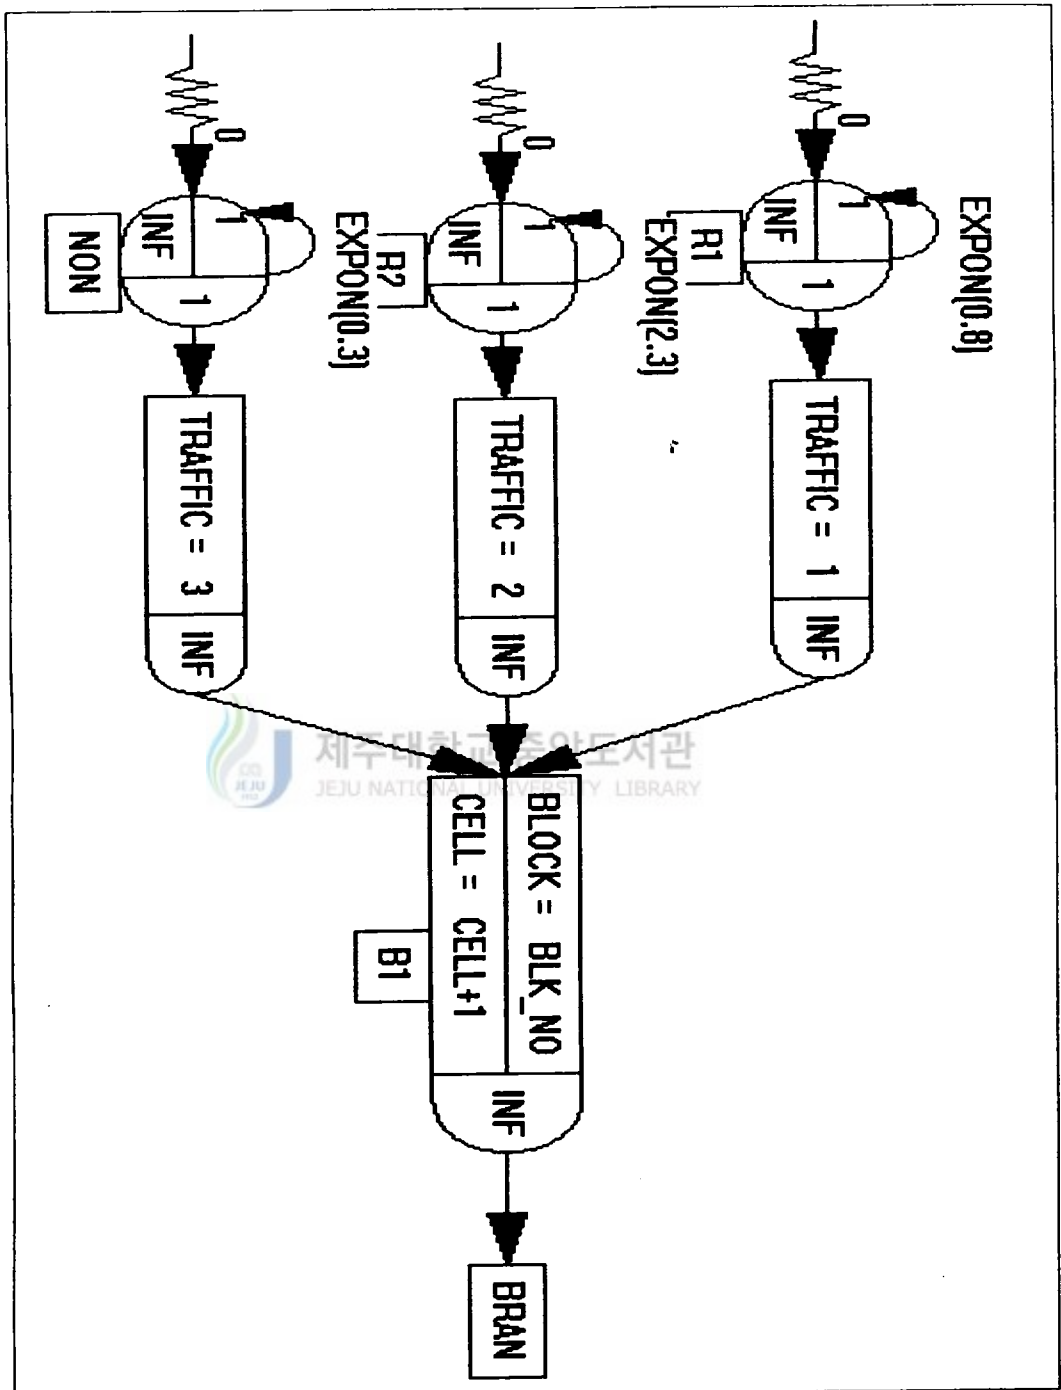 EXPON(0.8)
0
1
INF
1
R1
TRAFFIC = 1
INF
EXPON(2.3)
0
1
INF
1
R2
TRAFFIC = 2
INF
EXPON(0.3)
0
1
INF
1
NON
TRAFFIC = 3
INF
BLOCK = BLK_NO
CELL = CELL+1
INF
B1
BRAN
제주대학교 중앙도서관
JEJU NATIONAL UNIVERSITY LIBRARY
JEJU